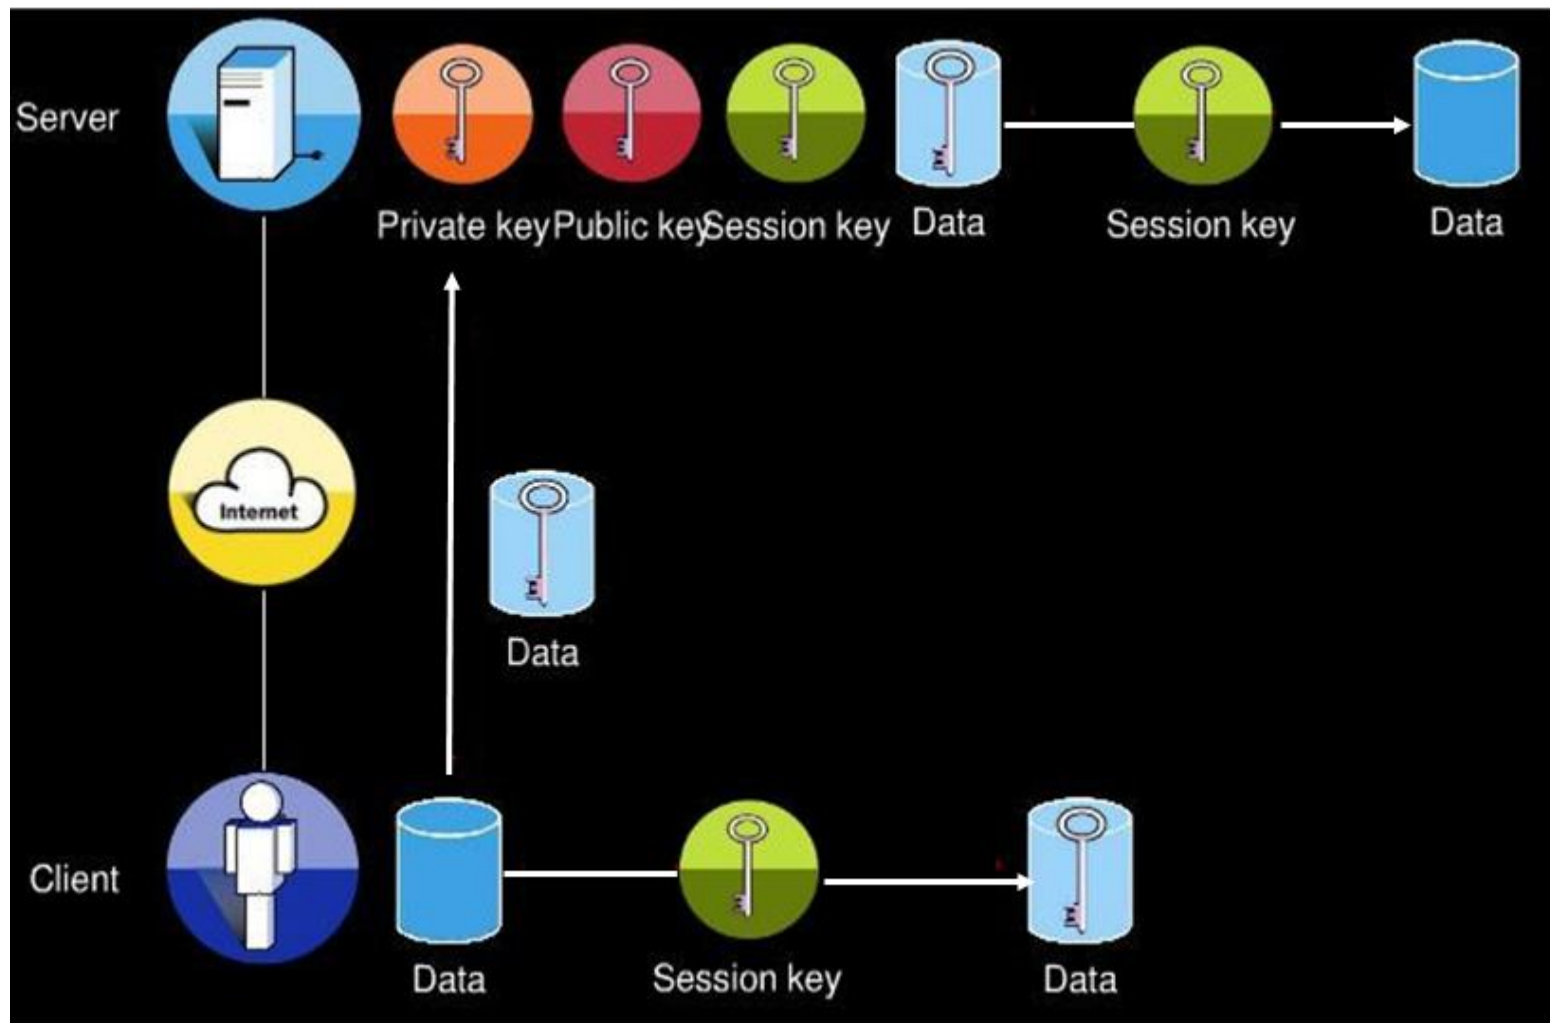 Server
Private key
Public key
Session key
Data
Session key
Data
Internet
Data
Client
Data
Session key
Data